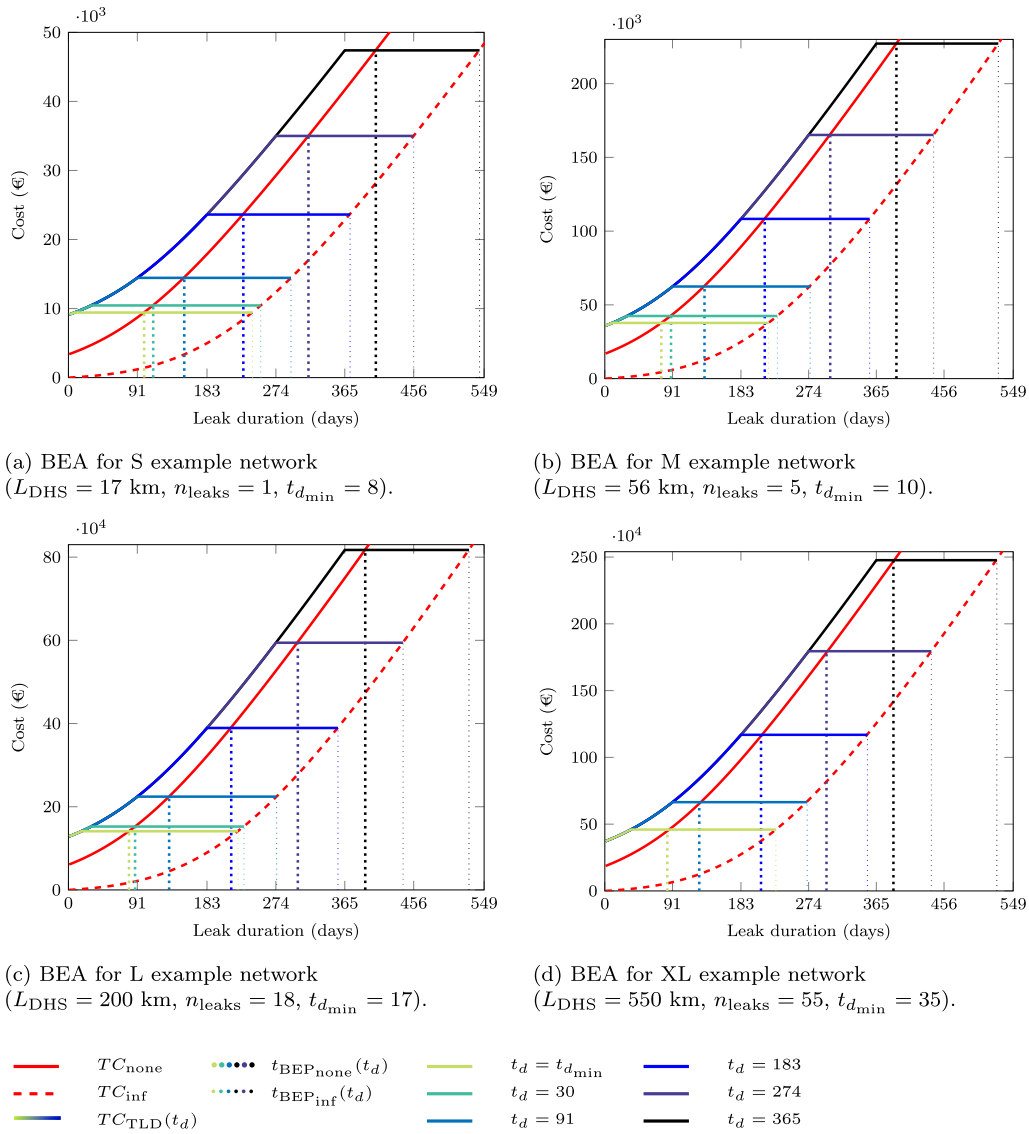 ·10³
50
40
30
20
10
0
0 91 183 274 365 456 549
Cost (€)
Leak duration (days)
(a) BEA for S example network
(L_DHS = 17 km, n_leaks = 1, t_d_min = 8).
·10³
200
150
100
50
0
0 91 183 274 365 456 549
Cost (€)
Leak duration (days)
(b) BEA for M example network
(L_DHS = 56 km, n_leaks = 5, t_d_min = 10).
·10⁴
80
60
40
20
0
0 91 183 274 365 456 549
Cost (€)
Leak duration (days)
(c) BEA for L example network
(L_DHS = 200 km, n_leaks = 18, t_d_min = 17).
·10⁴
250
200
150
100
50
0
0 91 183 274 365 456 549
Cost (€)
Leak duration (days)
(d) BEA for XL example network
(L_DHS = 550 km, n_leaks = 55, t_d_min = 35).
TC_none t_BEP_none(t_d) t_d = t_d_min t_d = 183
TC_inf t_BEP_inf(t_d) t_d = 30 t_d = 274
TC_TLD(t_d) t_d = 91 t_d = 365